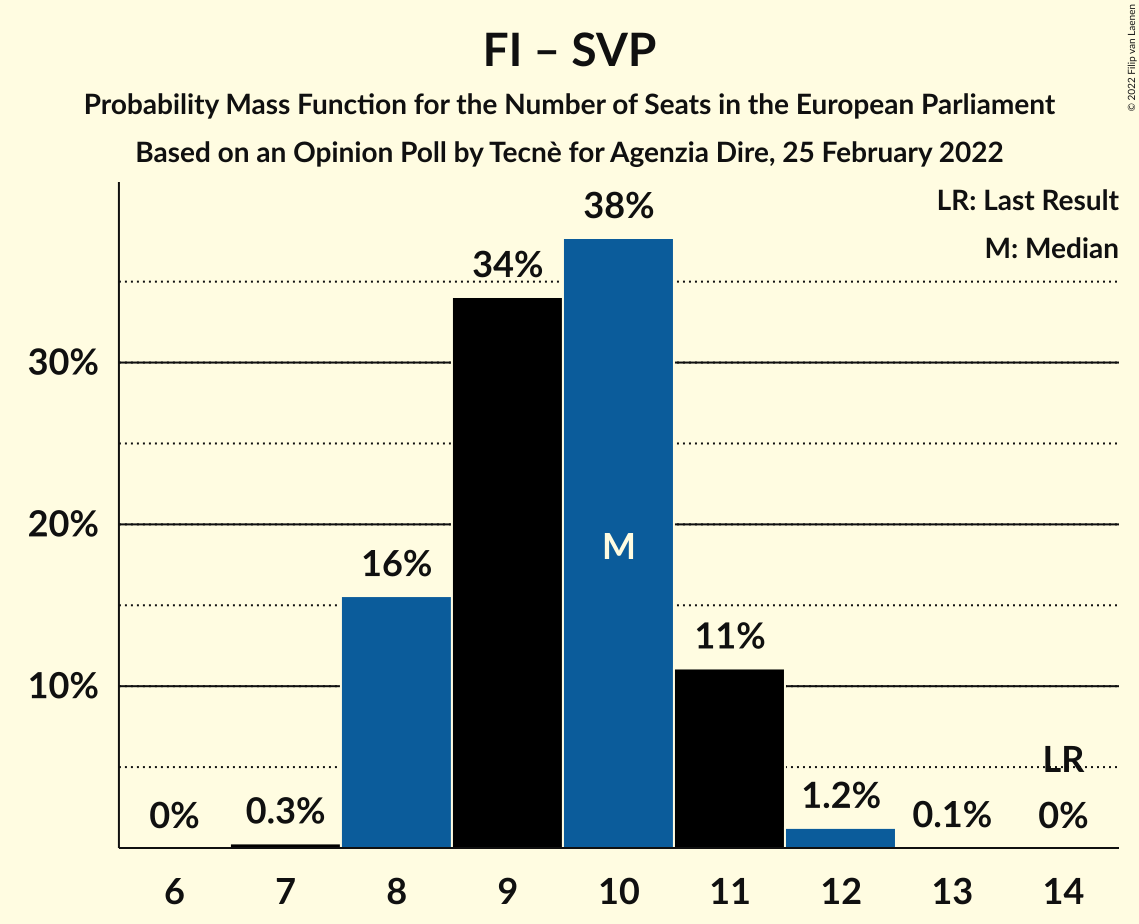 FI – SVP
Probability Mass Function for the Number of Seats in the European Parliament
Based on an Opinion Poll by Tecnè for Agenzia Dire, 25 February 2022
© 2022 Filip van Laenen
LR: Last Result
M: Median
38%
34%
30%
20%
M
16%
11%
10%
LR
0%
0.3%
1.2%
0.1%
0%
6 7 8 9 10 11 12 13 14